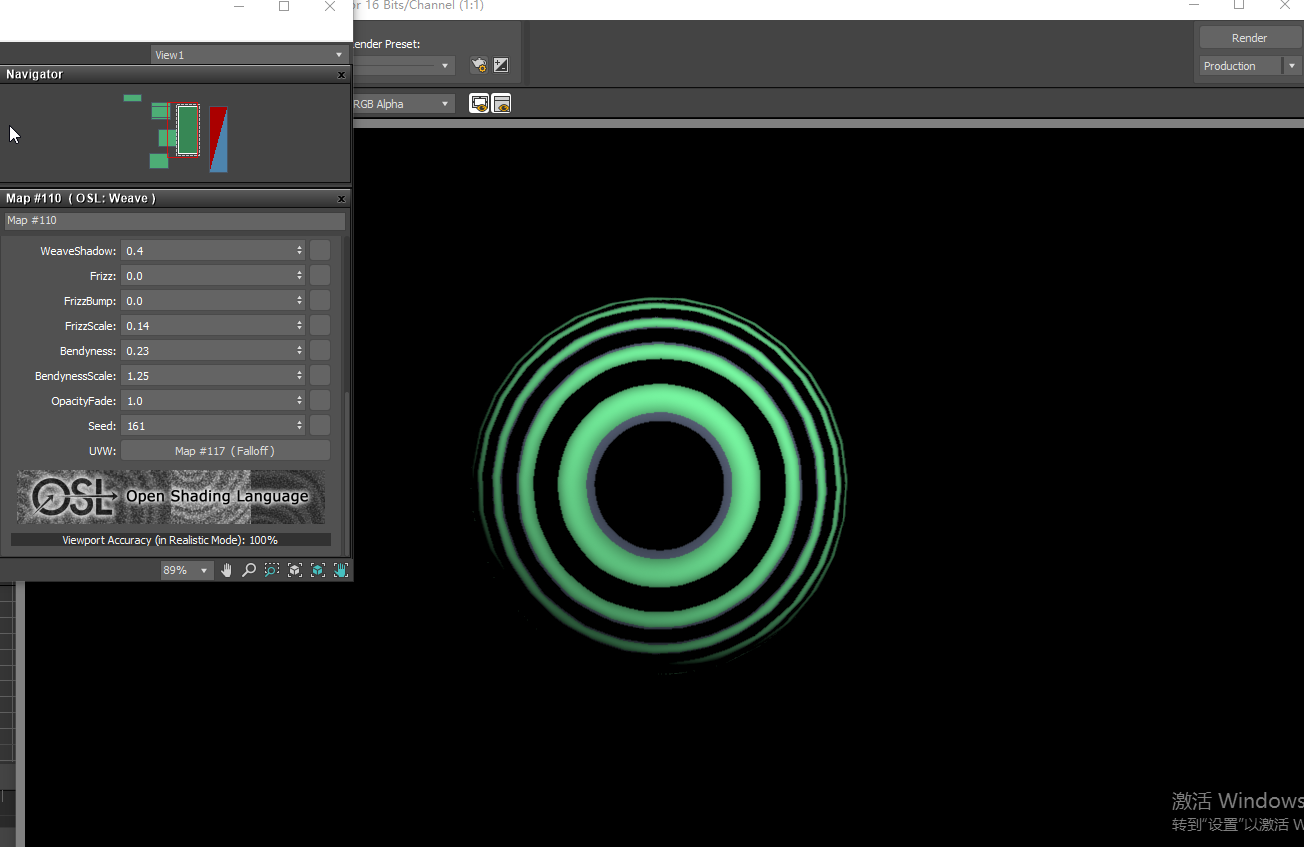 or 16 Bits/Channel (1:1)
ender Preset:
Render
Production
View1
Navigator
RGB Alpha
Map #110 ( OSL: Weave )
Map #110
WeaveShadow: 0.4
Frizz: 0.0
FrizzBump: 0.0
FrizzScale: 0.14
Bendyness: 0.23
BendynessScale: 1.25
OpacityFade: 1.0
Seed: 161
UVW: Map #117 (Falloff)
OSL Open Shading Language
Viewport Accuracy (in Realistic Mode): 100%
89%
激活 Windows
转到"设置"以激活 W